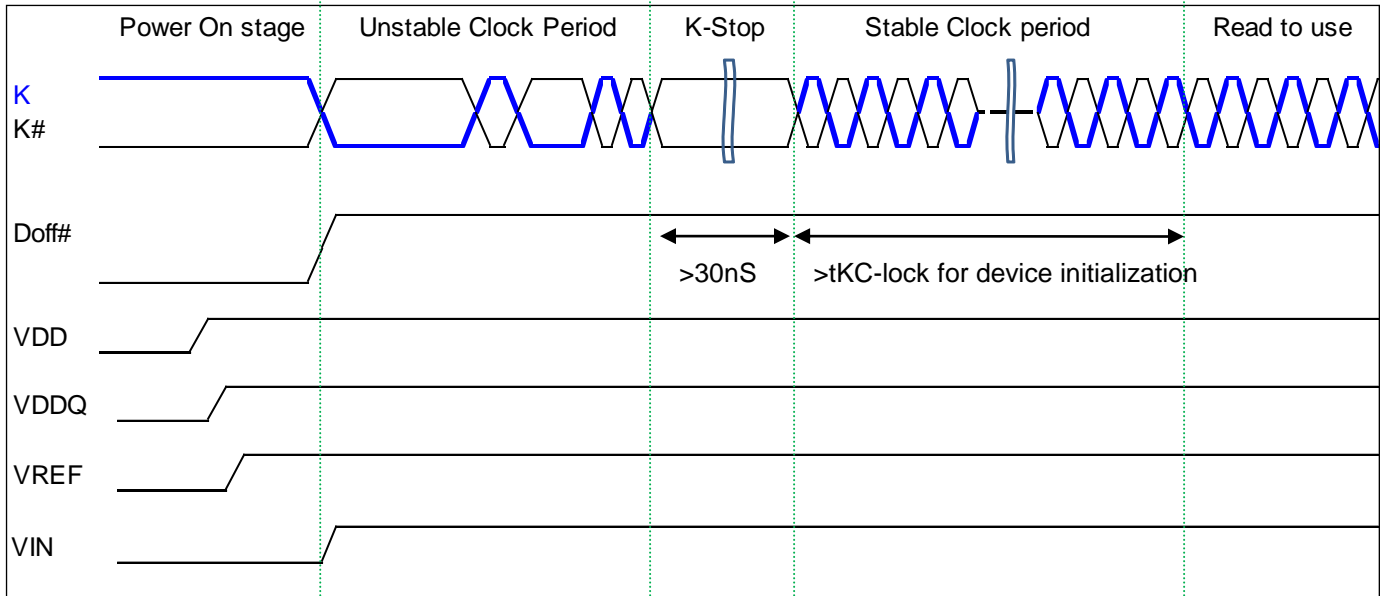 Power On stage Unstable Clock Period K-Stop Stable Clock period Read to use
K
K#
Doff#
>30nS >tKC-lock for device initialization
VDD
VDDQ
VREF
VIN